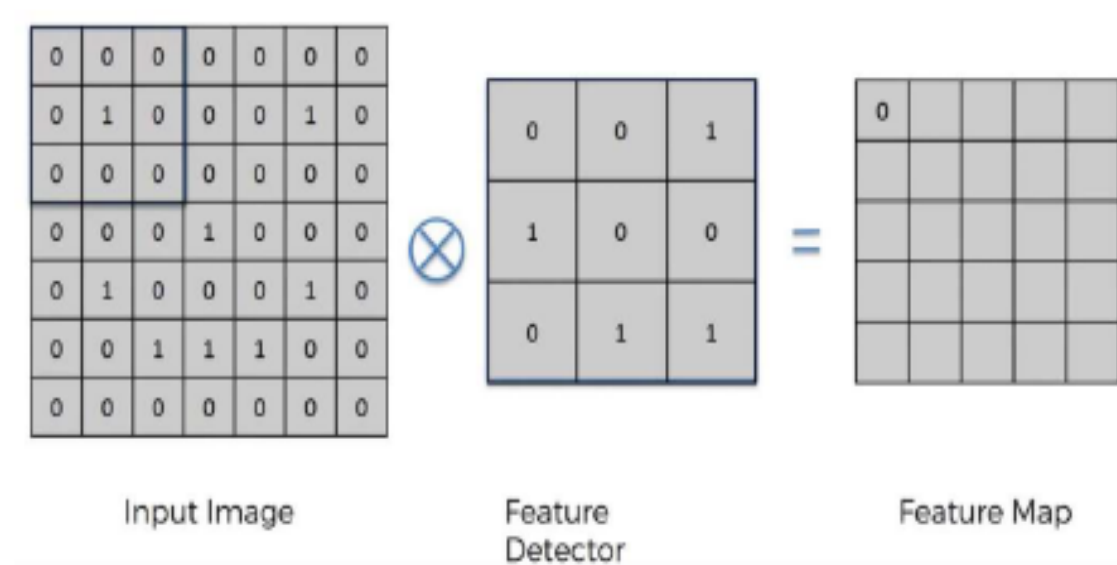 0 0 0 0 0 0 0
0 1 0 0 0 1 0
0 0 0 0 0 0 0
0 0 0 1 0 0 0
0 1 0 0 0 1 0
0 0 1 1 1 0 0
0 0 0 0 0 0 0
0 0 1
1 0 0
0 1 1
=
0
Input Image
Feature
Detector
Feature Map